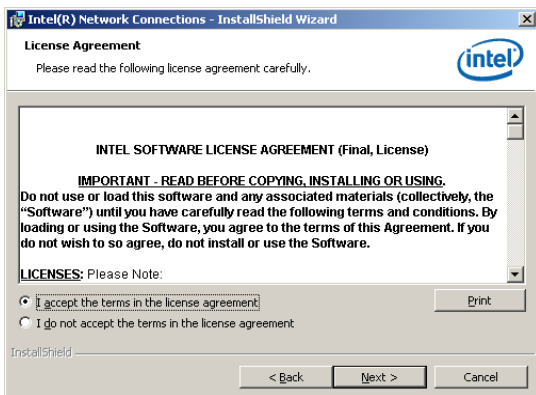 Intel(R) Network Connections - InstallShield Wizard
License Agreement
Please read the following license agreement carefully.
intel
INTEL SOFTWARE LICENSE AGREEMENT (Final, License)
IMPORTANT - READ BEFORE COPYING, INSTALLING OR USING.
Do not use or load this software and any associated materials (collectively, the
“Software”) until you have carefully read the following terms and conditions. By
loading or using the Software, you agree to the terms of this Agreement. If you
do not wish to so agree, do not install or use the Software.
LICENSES: Please Note:
I accept the terms in the license agreement
Print
I do not accept the terms in the license agreement
InstallShield
< Back
Next >
Cancel